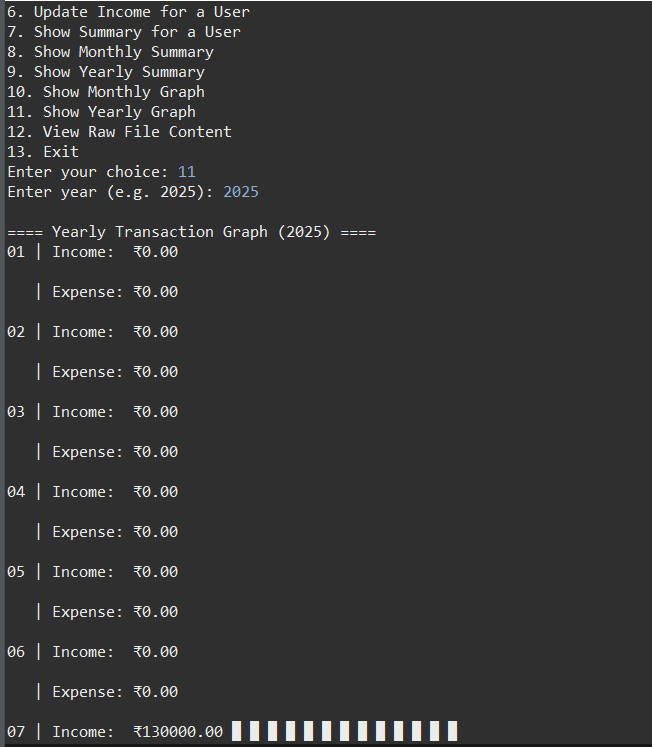 6. Update Income for a User
7. Show Summary for a User
8. Show Monthly Summary
9. Show Yearly Summary
10. Show Monthly Graph
11. Show Yearly Graph
12. View Raw File Content
13. Exit
Enter your choice: 11
Enter year (e.g. 2025): 2025
==== Yearly Transaction Graph (2025) ====
01 | Income:  ₹0.00
| Expense: ₹0.00
02 | Income:  ₹0.00
| Expense: ₹0.00
03 | Income:  ₹0.00
| Expense: ₹0.00
04 | Income:  ₹0.00
| Expense: ₹0.00
05 | Income:  ₹0.00
| Expense: ₹0.00
06 | Income:  ₹0.00
| Expense: ₹0.00
07 | Income:  ₹130000.00 █ █ █ █ █ █ █ █ █ █ █ █ █